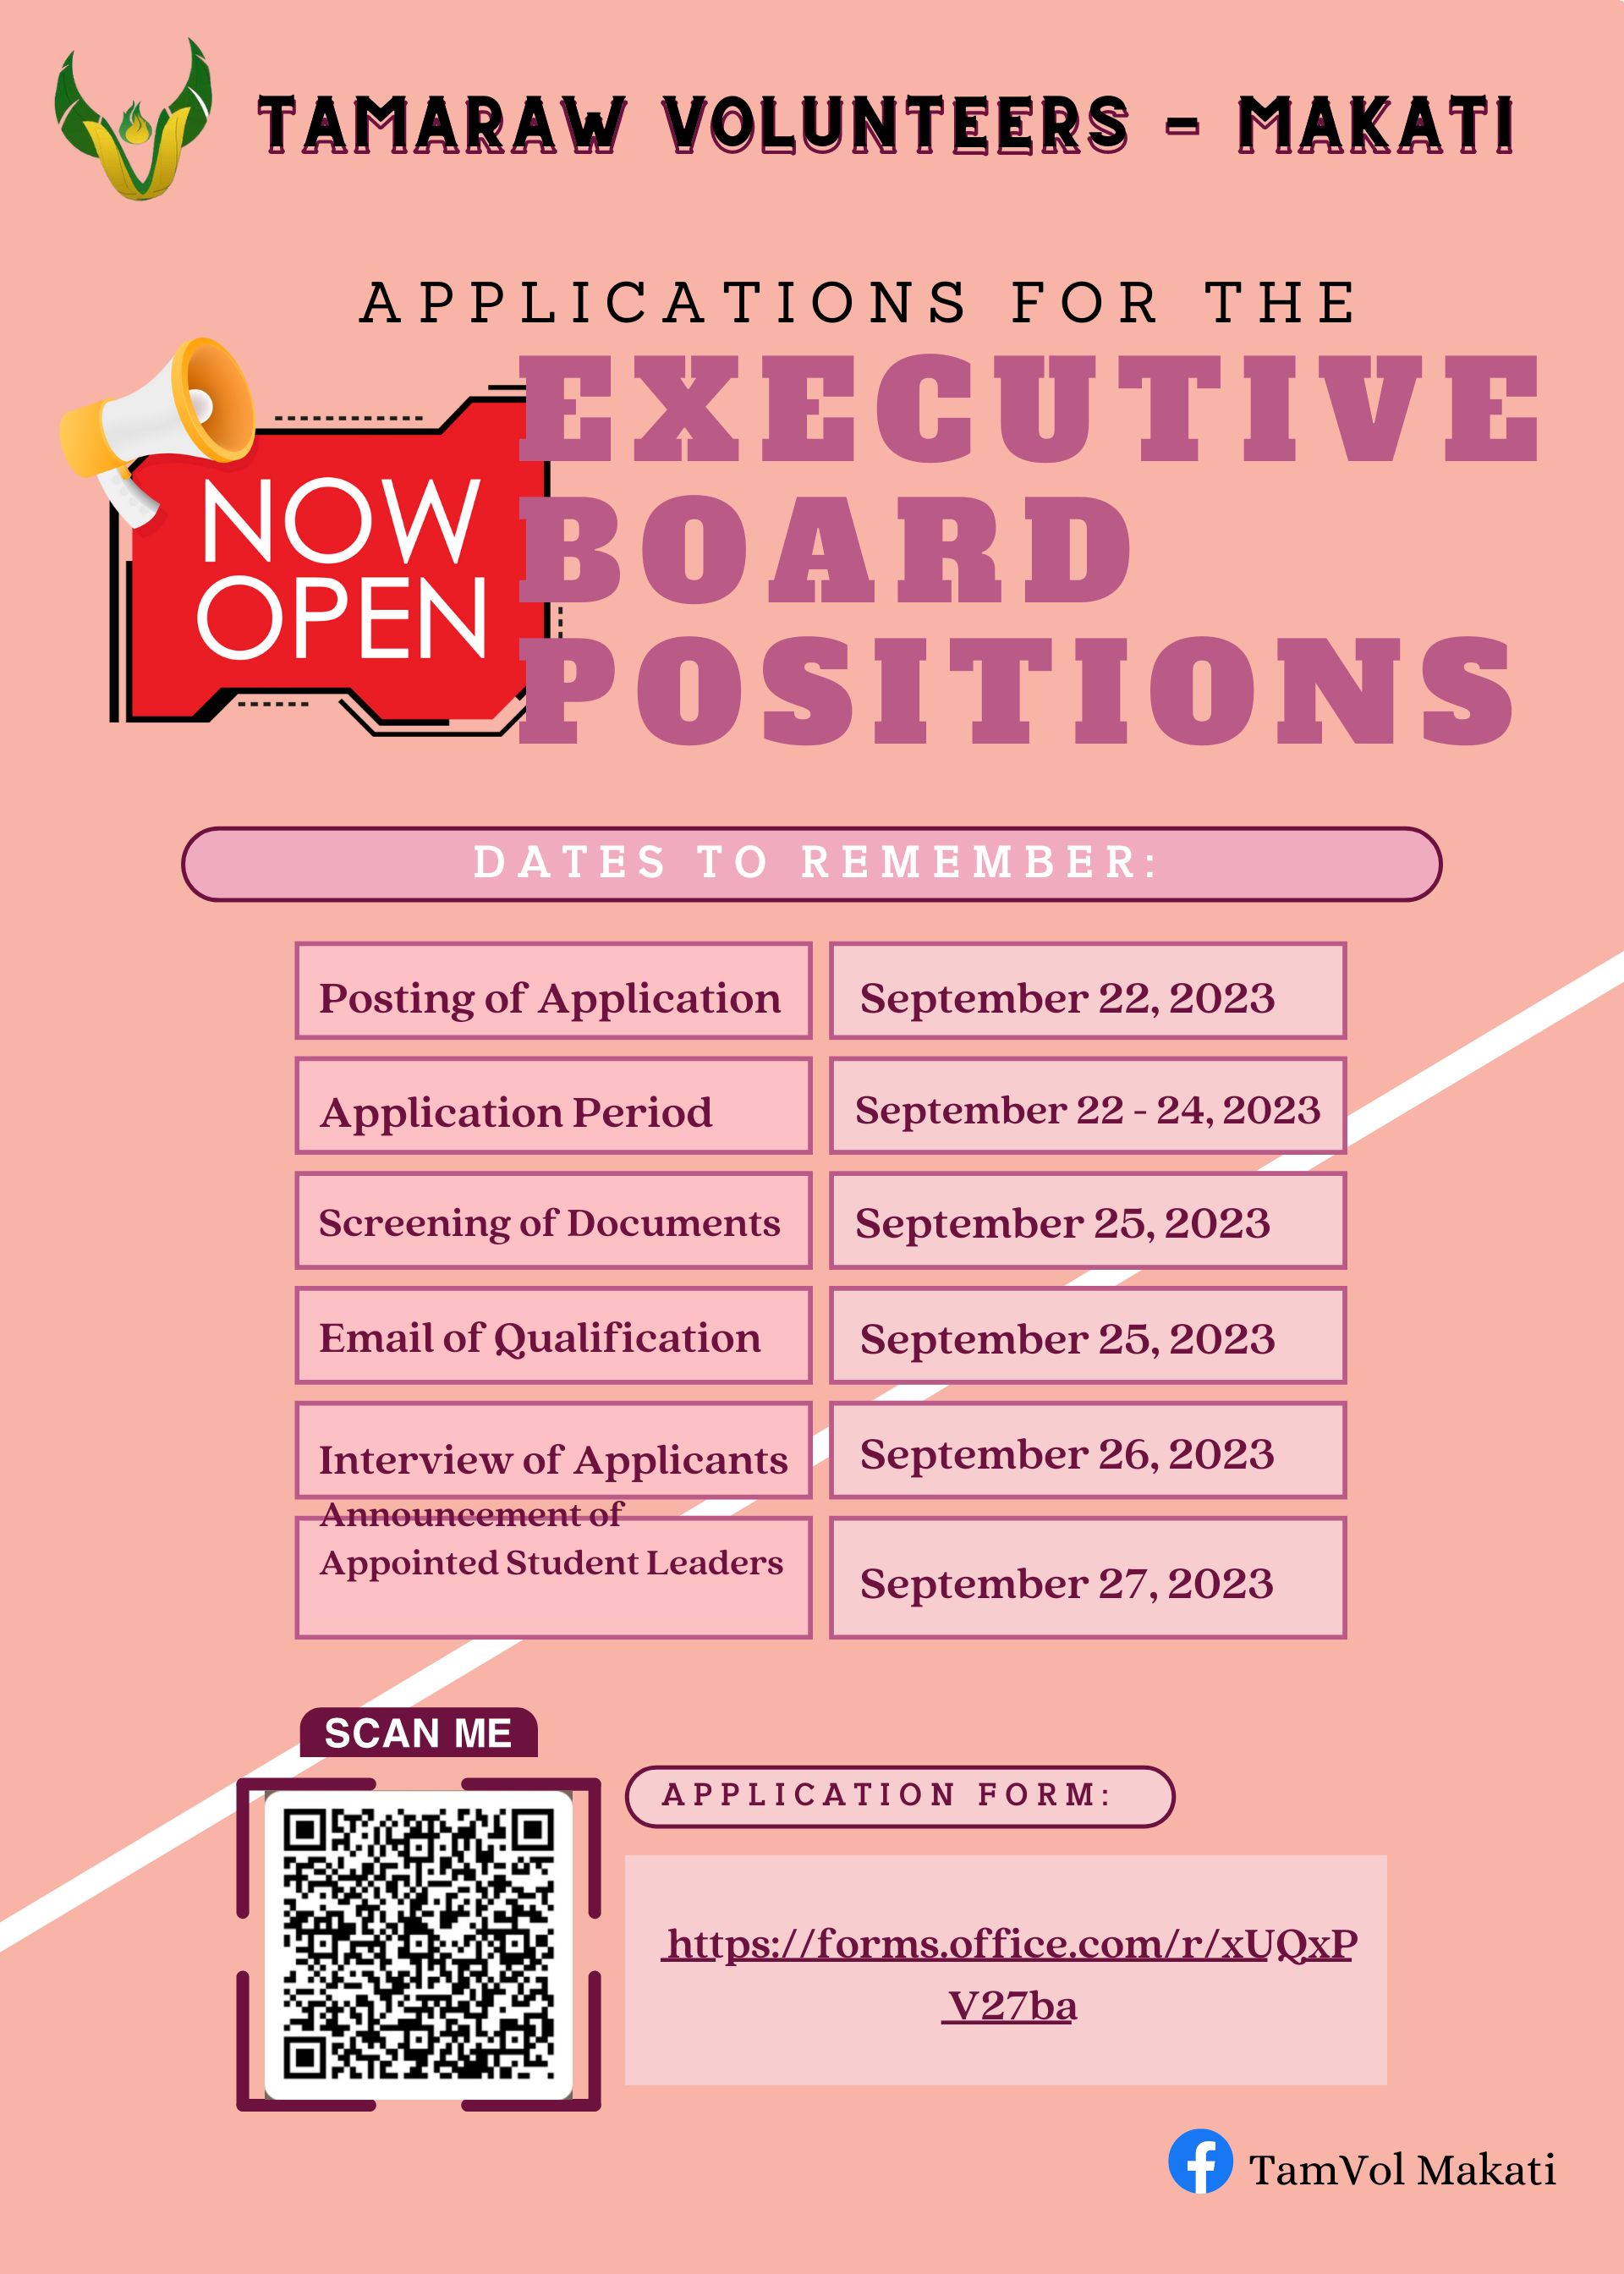 TAMARAW VOLUNTEERS - MAKATI
APPLICATIONS FOR THE
EXECUTIVE
BOARD
POSITIONS
NOW
OPEN
DATES TO REMEMBER:
Posting of Application
September 22, 2023
Application Period
September 22 - 24, 2023
Screening of Documents
September 25, 2023
Email of Qualification
September 25, 2023
Interview of Applicants
September 26, 2023
Announcement of
Appointed Student Leaders
September 27, 2023
SCAN ME
APPLICATION FORM:
https://forms.office.com/r/xUQxP
V27ba
TamVol Makati